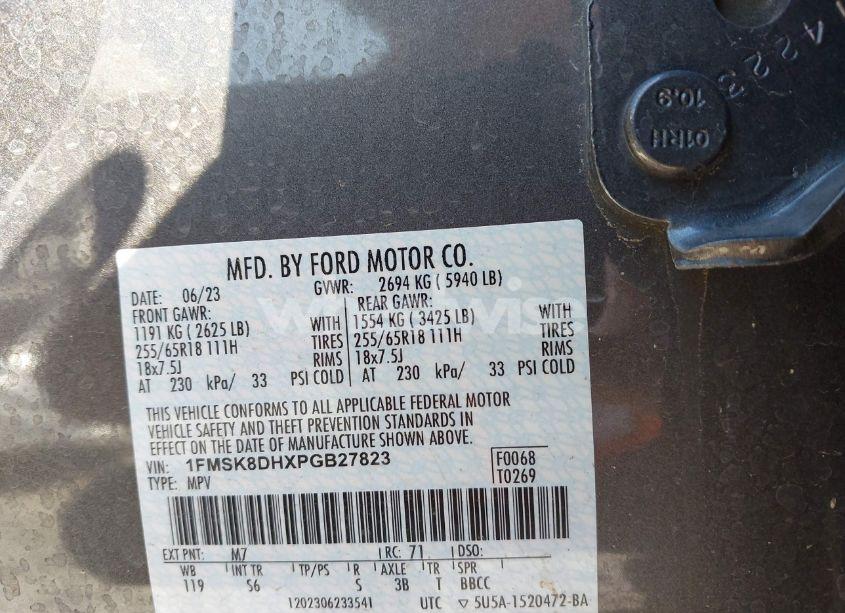 14223
01RH
10,9
MFD. BY FORD MOTOR CO.
DATE: 06/23 GVWR: 2694 KG ( 5940 LB)
FRONT GAWR: REAR GAWR:
1191 KG ( 2625 LB) WITH 1554 KG ( 3425 LB) WITH
255/65R18 111H TIRES 255/65R18 111H TIRES
18x7.5J RIMS 18x7.5J RIMS
AT 230 kPa/ 33 PSI COLD AT 230 kPa/ 33 PSI COLD
THIS VEHICLE CONFORMS TO ALL APPLICABLE FEDERAL MOTOR
VEHICLE SAFETY AND THEFT PREVENTION STANDARDS IN
EFFECT ON THE DATE OF MANUFACTURE SHOWN ABOVE.
VIN: 1FMSK8DHXPGB27823 F0068
TYPE: MPV T0269
EXT PNT: M7 RC: 71 DSO:
WB INT TR TP/PS R AXLE TR SPR
119 S6 S 3B T BBCC
1202306233541 UTC ▽ 5U5A-1520472-BA